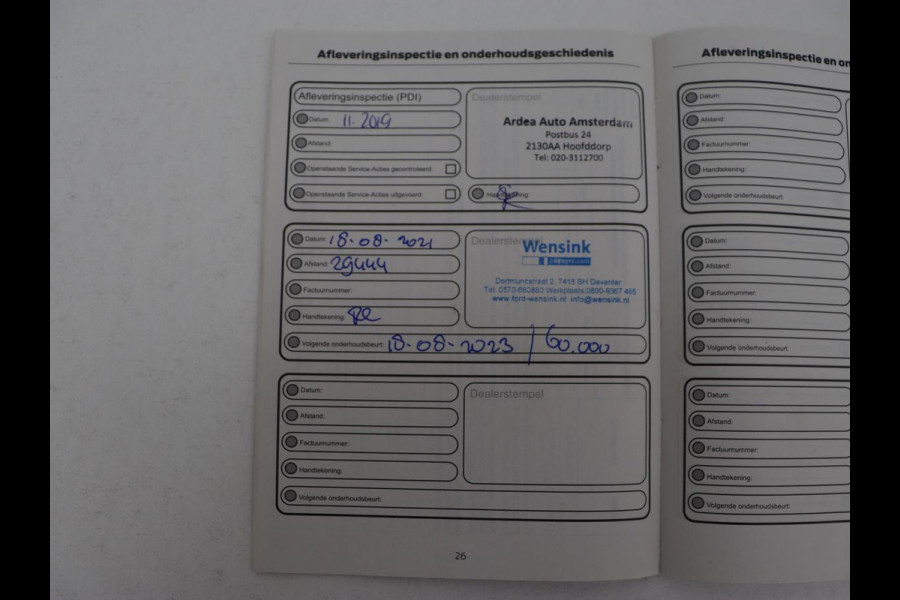 Afleveringsinspectie en onderhoudsgeschiedenis
Afleveringsinspectie (PDI)
Datum: 11-2019
Afstand:
Openstaande Service-Acties gecontroleerd:
Openstaande Service-Acties uitgevoerd:
Dealerstempel
Ardea Auto Amsterdam
Postbus 24
2130AA Hoofddorp
Tel: 020-3112700
Handtekening:
Datum: 18-08-2021
Afstand: 29444
Factuurnummer:
Handtekening:
Dealerstempel
Wensink
Dortmundstraat 2, 7418 BH Deventer
www.ford-wensink.nl info@wensink.nl
Volgende onderhoudsbeurt: 18-08-2023 / 60.000
Datum:
Afstand:
Factuurnummer:
Handtekening:
Volgende onderhoudsbeurt:
Dealerstempel
26
Afleveringsinspectie en on
Datum:
Afstand:
Factuurnummer:
Handtekening:
Volgende onderhoudsbeurt:
Datum:
Afstand:
Factuurnummer:
Handtekening:
Volgende onderhoudsbeurt:
Datum:
Afstand:
Factuurnummer:
Handtekening:
Volgende onderhoudsbeurt: